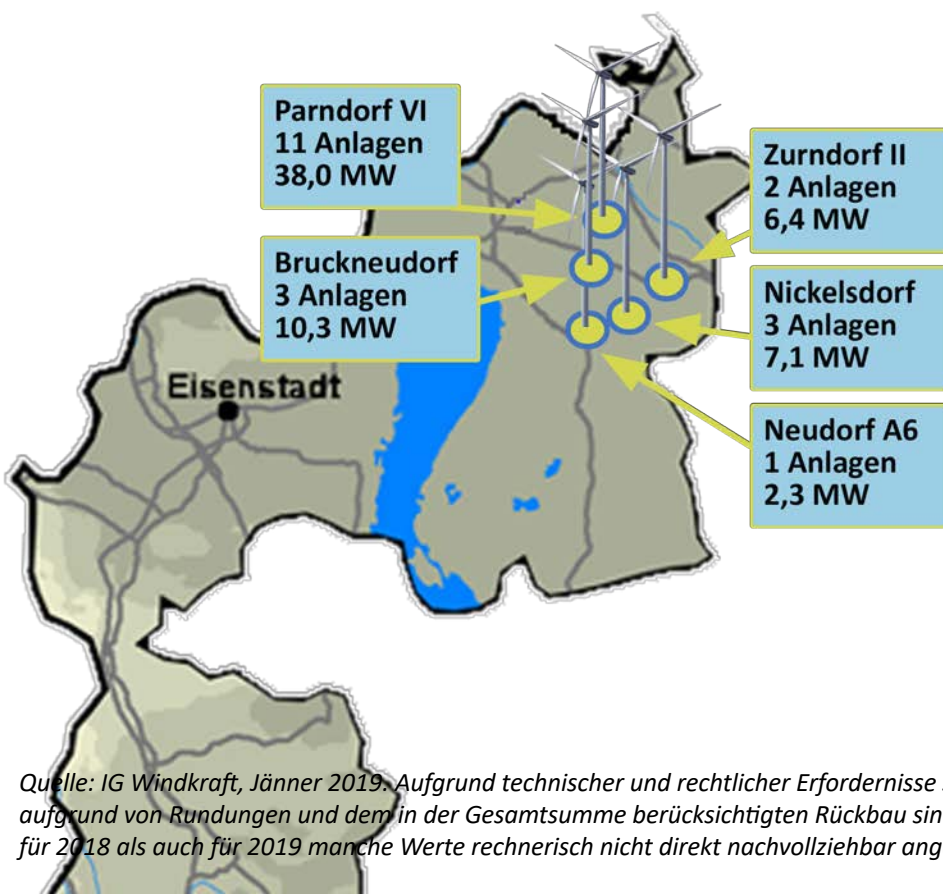 Parndorf VI
11 Anlagen
38,0 MW
Zurndorf II
2 Anlagen
6,4 MW
Bruckneudorf
3 Anlagen
10,3 MW
Nickelsdorf
3 Anlagen
7,1 MW
Eisenstadt
Neudorf A6
1 Anlagen
2,3 MW
Quelle: IG Windkraft, Jänner 2019. Aufgrund technischer und rechtlicher Erfordernisse
aufgrund von Rundungen und dem in der Gesamtsumme berücksichtigten Rückbau sin
für 2018 als auch für 2019 manche Werte rechnerisch nicht direkt nachvollziehbar ang